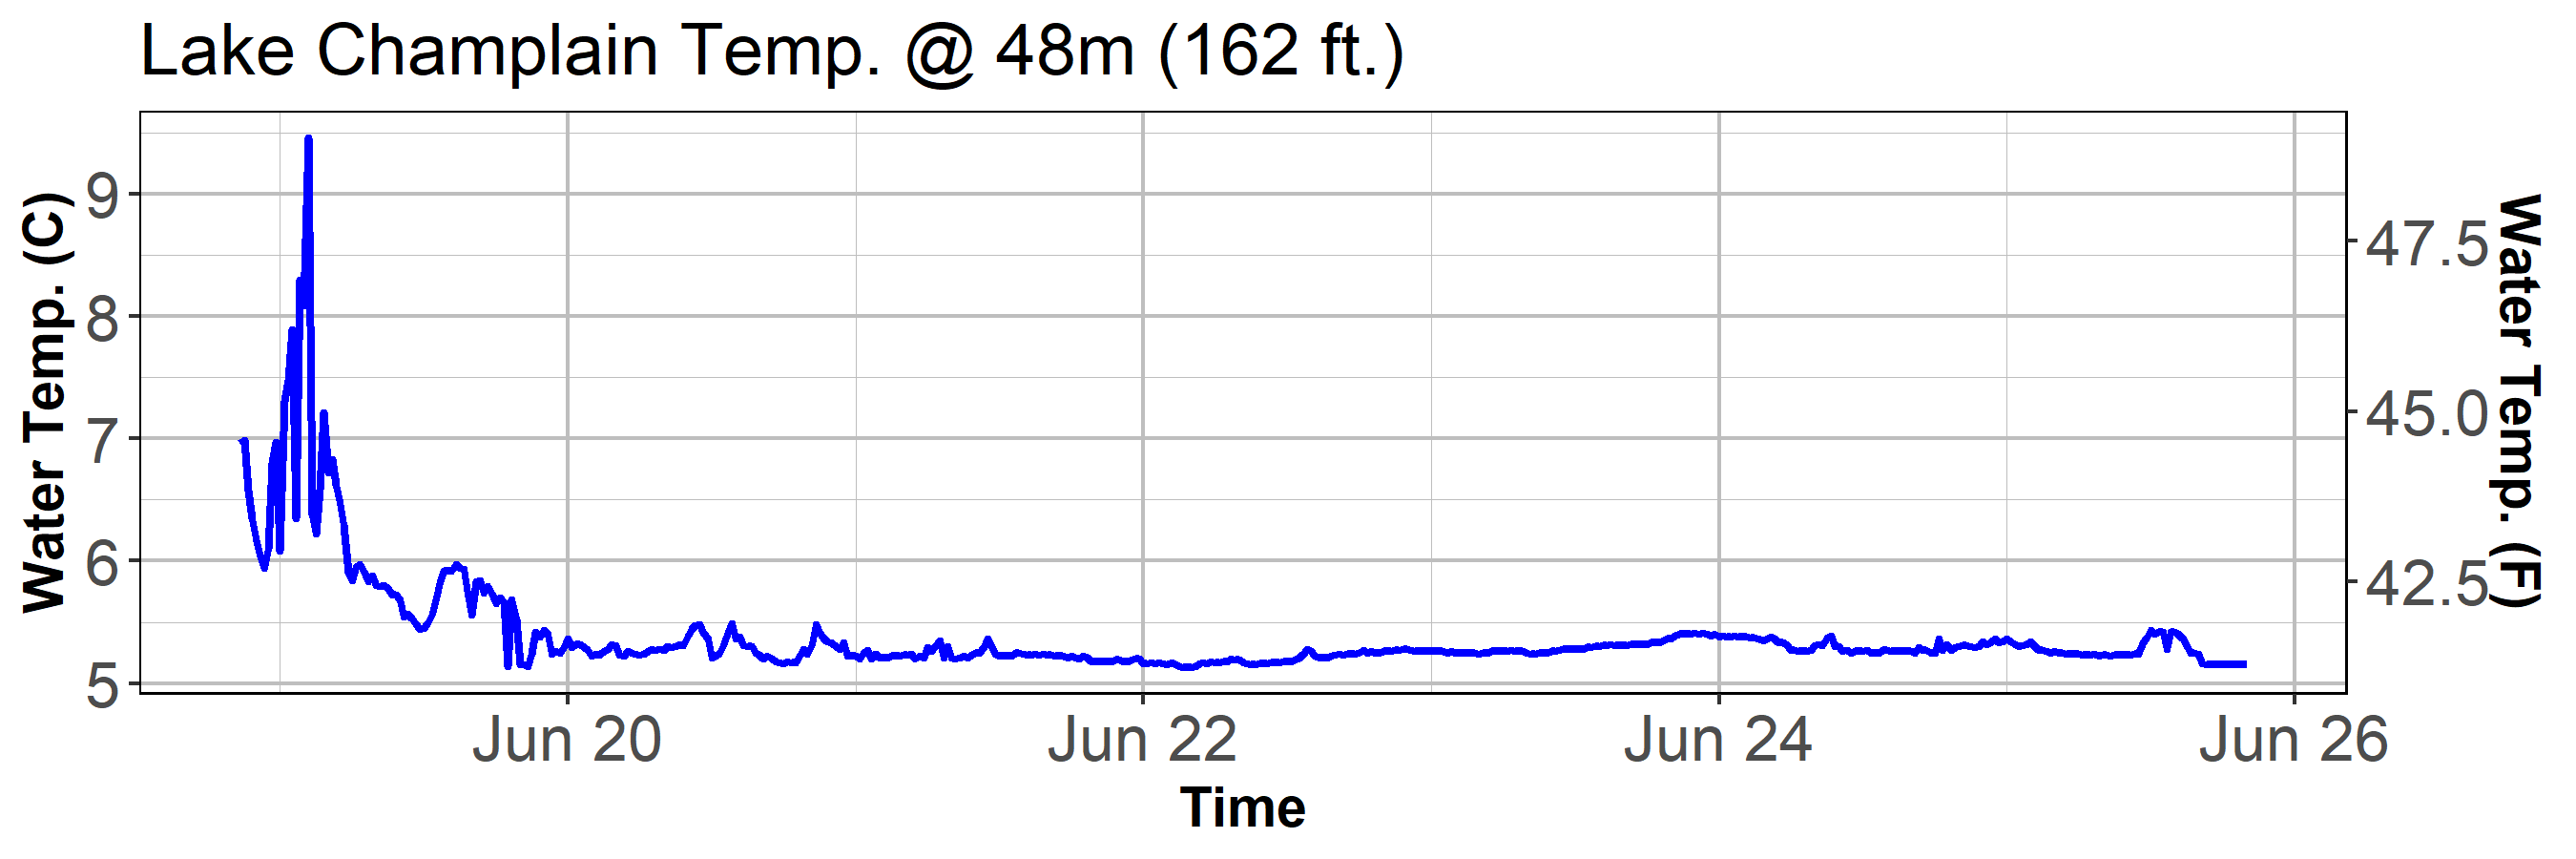 Lake Champlain Temp. @ 48m (162 ft.)
Water Temp. (C)
9
8
7
6
5
47.5
45.0
42.5
Water Temp. (F)
Jun 20
Jun 22
Jun 24
Jun 26
Time